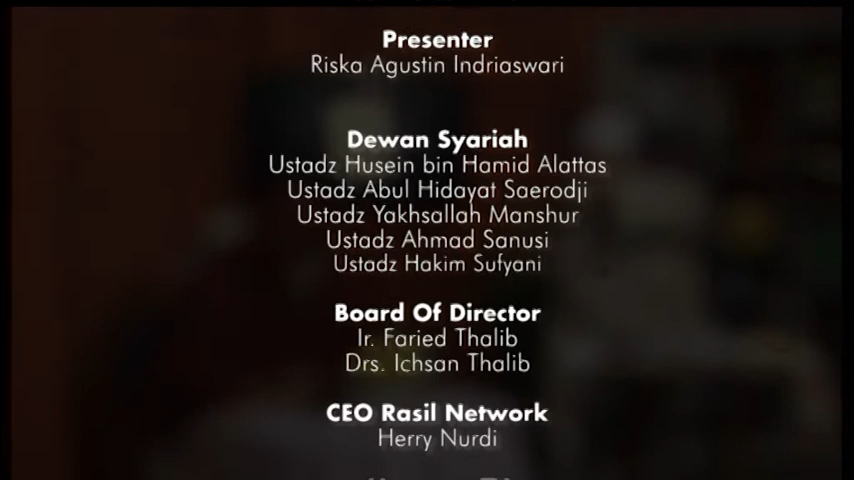 Presenter
Riska Agustin Indriaswari
Dewan Syariah
Ustadz Husein bin Hamid Alattas
Ustadz Abul Hidayat Saerodji
Ustadz Yakhsallah Manshur
Ustadz Ahmad Sanusi
Ustadz Hakim Sufyani
Board Of Director
Ir. Faried Thalib
Drs. Ichsan Thalib
CEO Rasil Network
Herry Nurdi